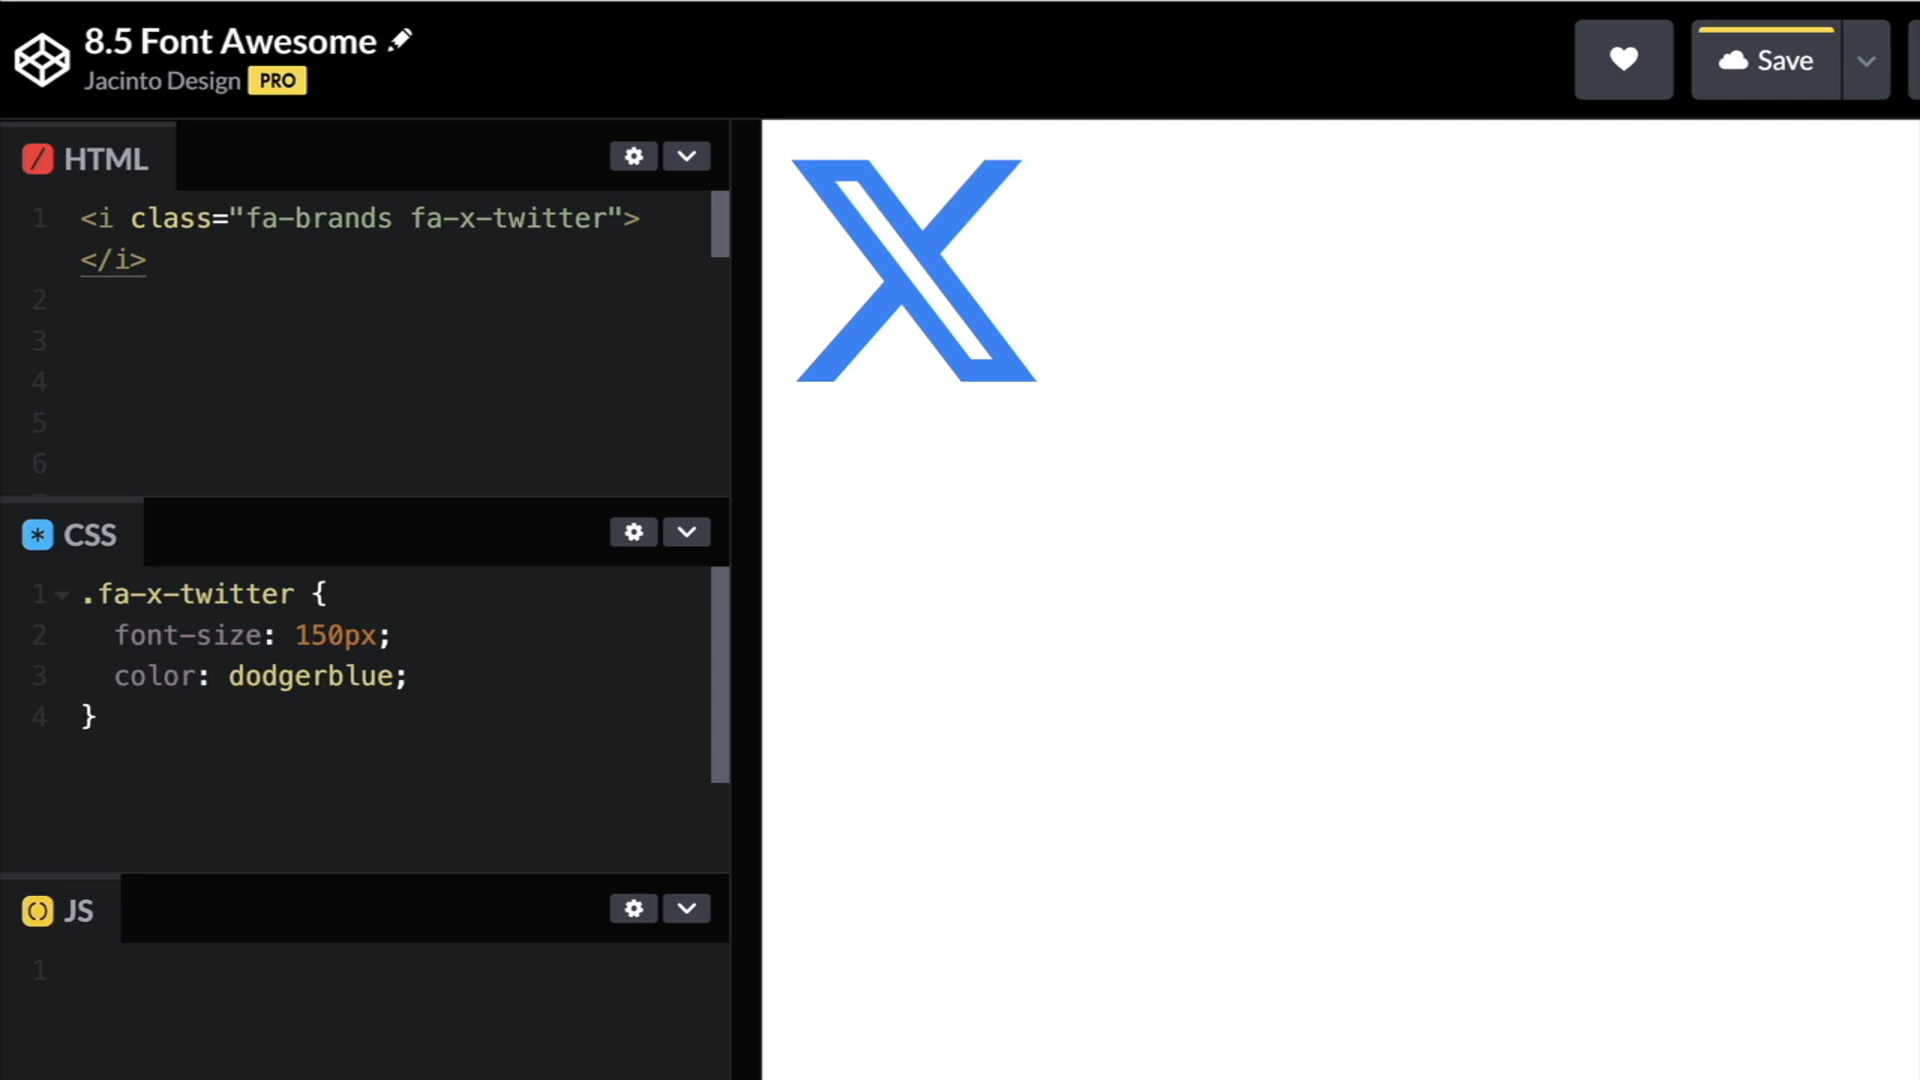 8.5 Font Awesome
Jacinto Design PRO
Save
HTML
1 <i class="fa-brands fa-x-twitter">
</i>
2
3
4
5
6
CSS
1 .fa-x-twitter {
2 font-size: 150px;
3 color: dodgerblue;
4 }
JS
1